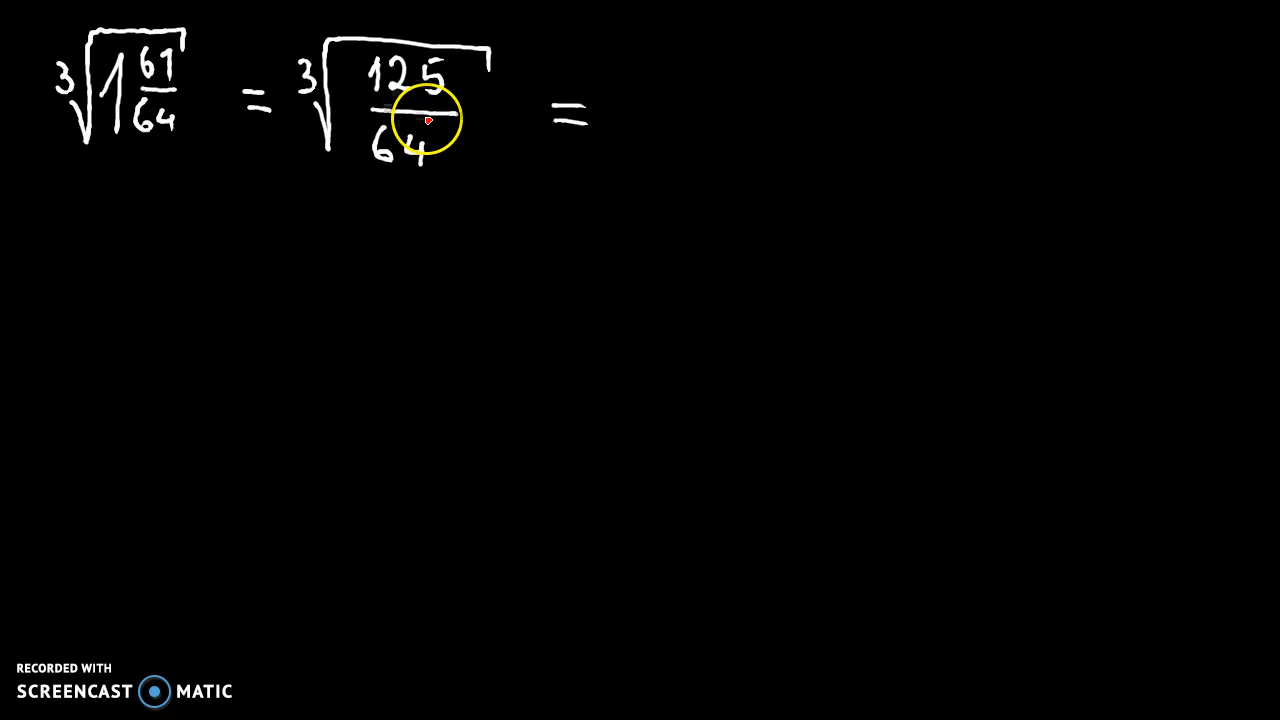 ∛(1 61/64) = ∛(125/64) =
RECORDED WITH
SCREENCAST MATIC